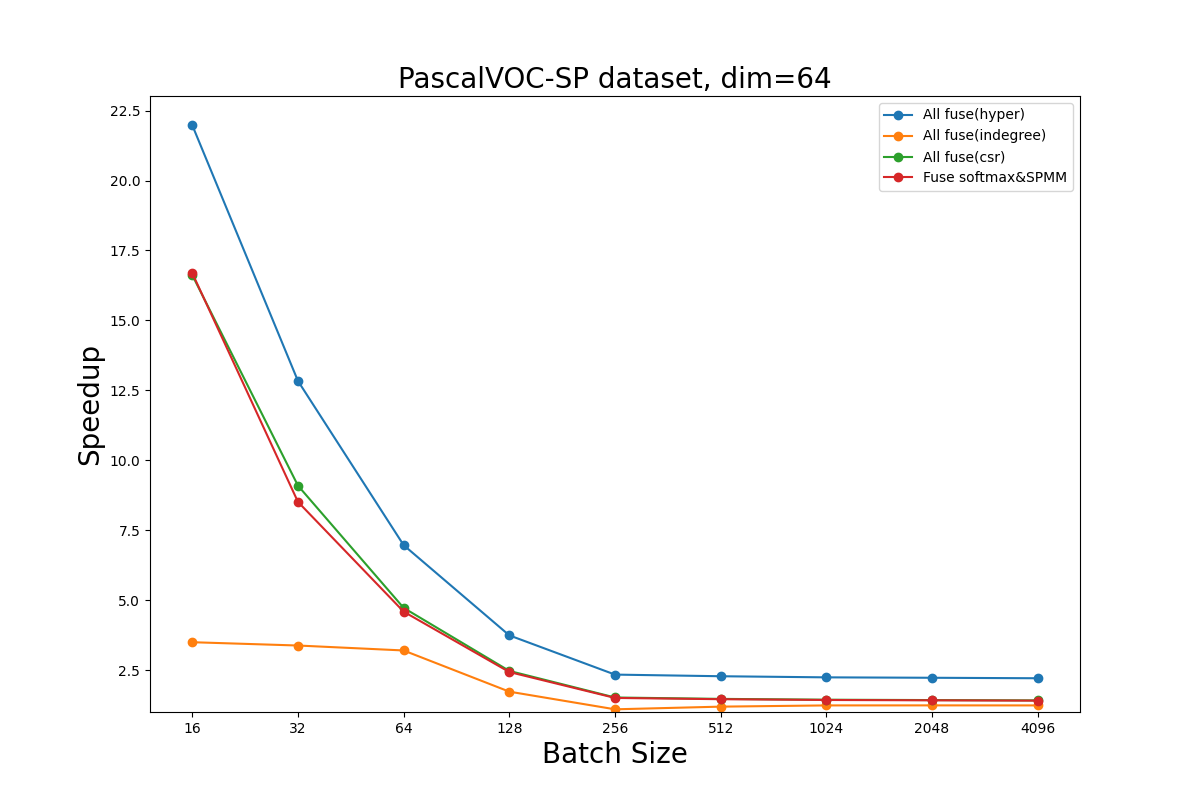 PascalVOC-SP dataset, dim=64
22.5
20.0
17.5
15.0
12.5
10.0
7.5
5.0
2.5
Speedup
All fuse(hyper)
All fuse(indegree)
All fuse(csr)
Fuse softmax&SPMM
16 32 64 128 256 512 1024 2048 4096
Batch Size